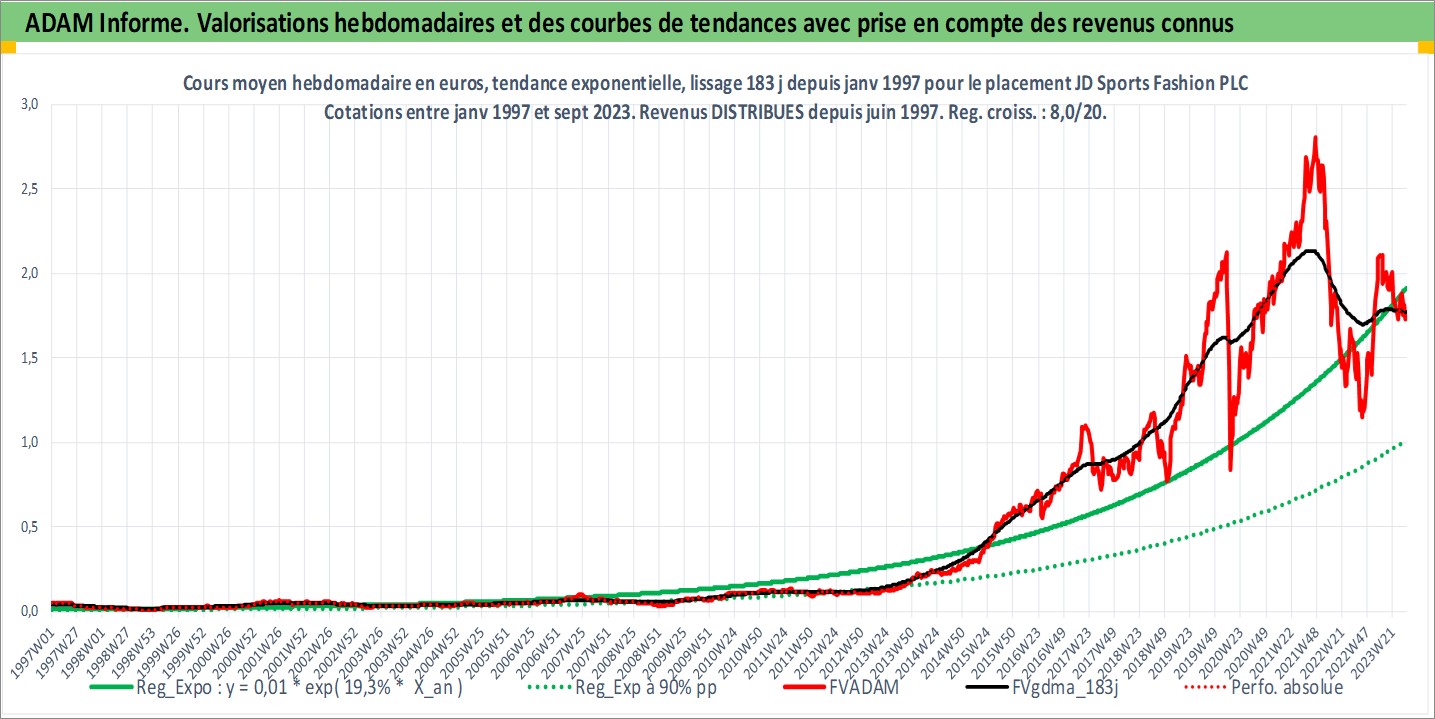 ADAM Informe. Valorisations hebdomadaires et des courbes de tendances avec prise en compte des revenus connus
Cours moyen hebdomadaire en euros, tendance exponentielle, lissage 183 j depuis janv 1997 pour le placement JD Sports Fashion PLC
Cotations entre janv 1997 et sept 2023. Revenus DISTRIBUES depuis juin 1997. Reg. croiss. : 8,0/20.
3,0
2,5
2,0
1,5
1,0
0,5
0,0
1997W01 1997W27 1998W01 1998W27 1998W53 1999W26 1999W52 2000W26 2000W52 2001W26 2001W52 2002W26 2002W52 2003W26 2003W52 2004W26 2004W52 2005W25 2005W51 2006W25 2006W51 2007W25 2007W51 2008W25 2008W51 2009W25 2009W51 2010W24 2010W50 2011W24 2011W50 2012W24 2012W50 2013W24 2013W50 2014W24 2014W50 2015W24 2015W50 2016W23 2016W49 2017W23 2017W49 2018W23 2018W49 2019W23 2019W49 2020W23 2020W49 2021W22 2021W48 2022W21 2022W47 2023W21
Reg_Expo : y = 0,01 * exp( 19,3% * X_an ) Reg_Exp à 90% pp FVADAM FVgdma_183j Perfo. absolue